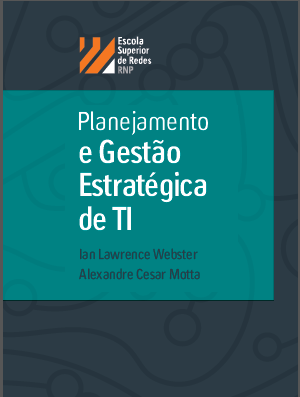 Escola
Superior
de Redes
RNP
Planejamento
e Gestão
Estratégica
de TI
Ian Lawrence Webster
Alexandre Cesar Motta